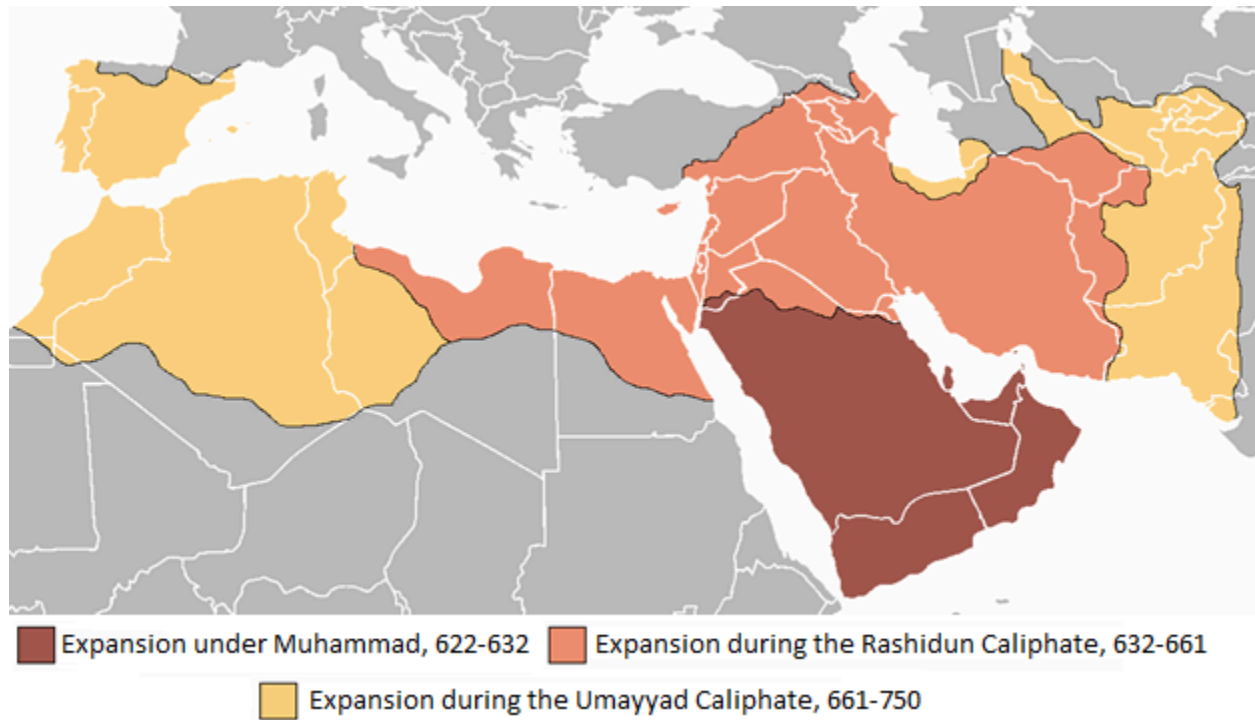 Expansion under Muhammad, 622-632 Expansion during the Rashidun Caliphate, 632-661
Expansion during the Umayyad Caliphate, 661-750